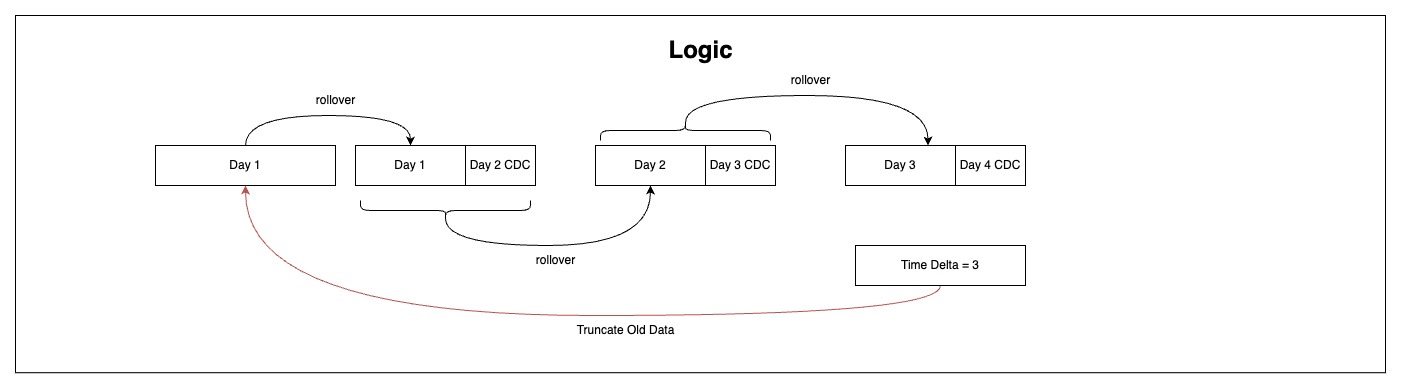 Logic
rollover
rollover
Day 1
Day 1
Day 2 CDC
Day 2
Day 3 CDC
Day 3
Day 4 CDC
rollover
Time Delta = 3
Truncate Old Data